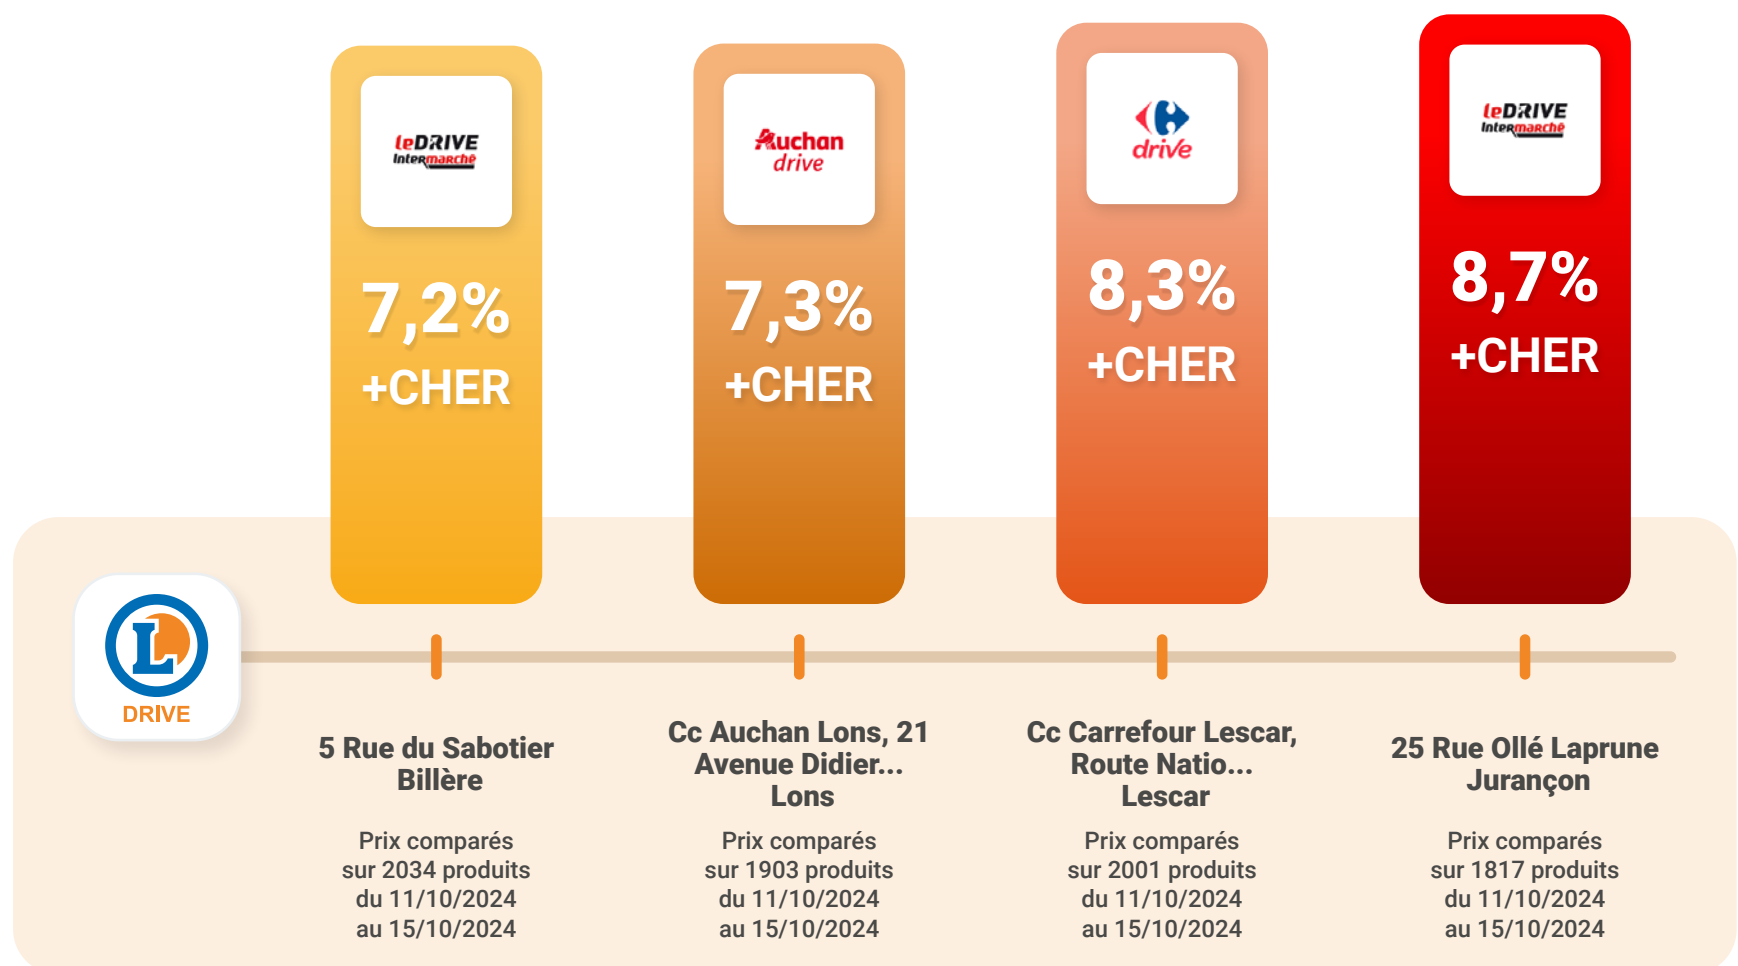 leDRIVE
Intermarché
7,2%
+CHER
Auchan
drive
7,3%
+CHER
drive
8,3%
+CHER
leDRIVE
Intermarché
8,7%
+CHER
L
DRIVE
5 Rue du Sabotier
Billère
Prix comparés
sur 2034 produits
du 11/10/2024
au 15/10/2024
Cc Auchan Lons, 21
Avenue Didier...
Lons
Prix comparés
sur 1903 produits
du 11/10/2024
au 15/10/2024
Cc Carrefour Lescar,
Route Natio...
Lescar
Prix comparés
sur 2001 produits
du 11/10/2024
au 15/10/2024
25 Rue Ollé Laprune
Jurançon
Prix comparés
sur 1817 produits
du 11/10/2024
au 15/10/2024